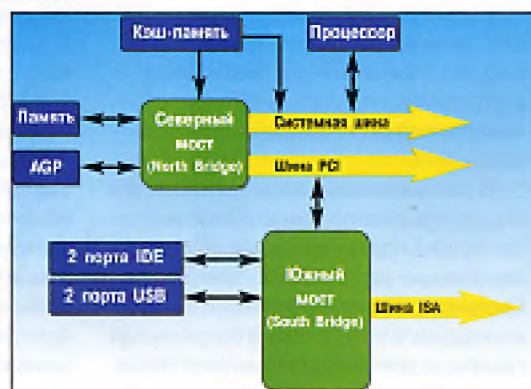 Кэш-память
Процессор
Память
AGP
Северный
мост
(North Bridge)
Системная шина
Шина PCI
2 порта IDE
2 порта USB
Южный
мост
(South Bridge)
Шина ISA